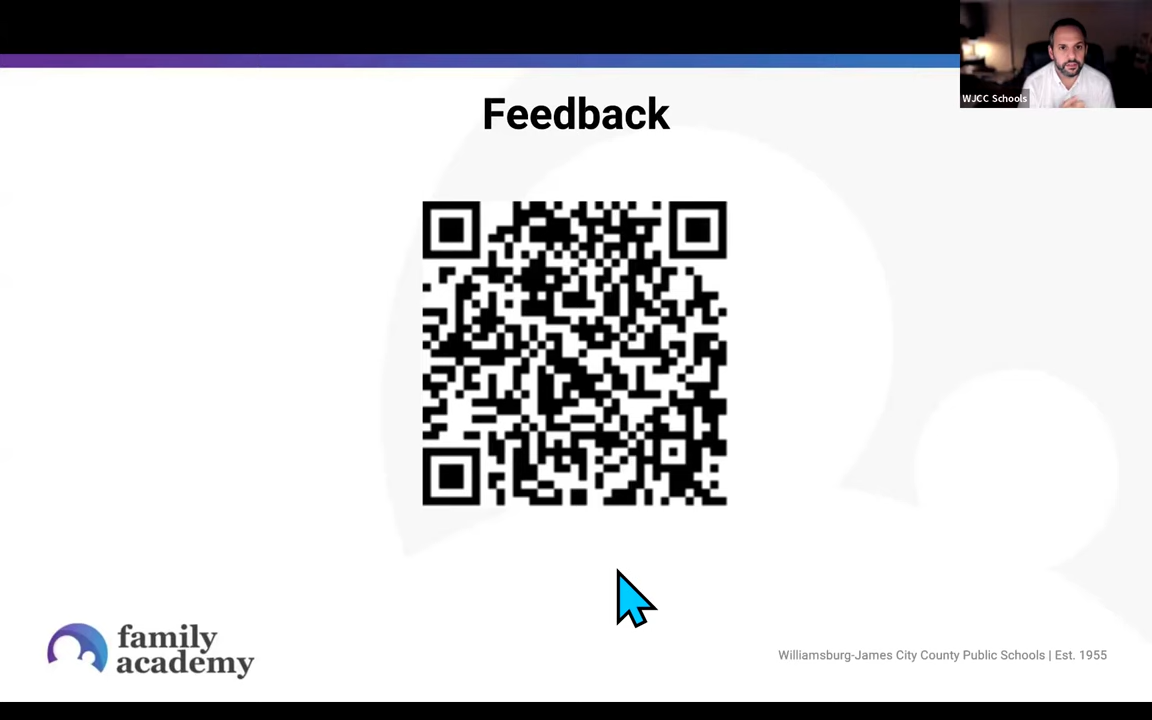 WJCC Schools
Feedback
family
academy
Williamsburg-James City County Public Schools | Est. 1955